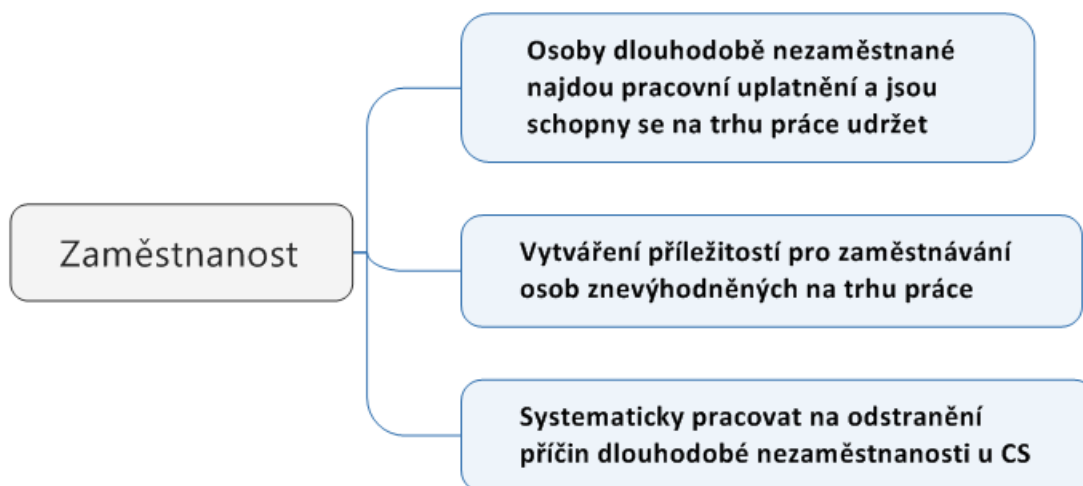 Zaměstnanost
Osoby dlouhodobě nezaměstnané
najdou pracovní uplatnění a jsou
schopny se na trhu práce udržet
Vytváření příležitostí pro zaměstnávání
osob znevýhodněných na trhu práce
Systematicky pracovat na odstranění
příčin dlouhodobé nezaměstnanosti u CS